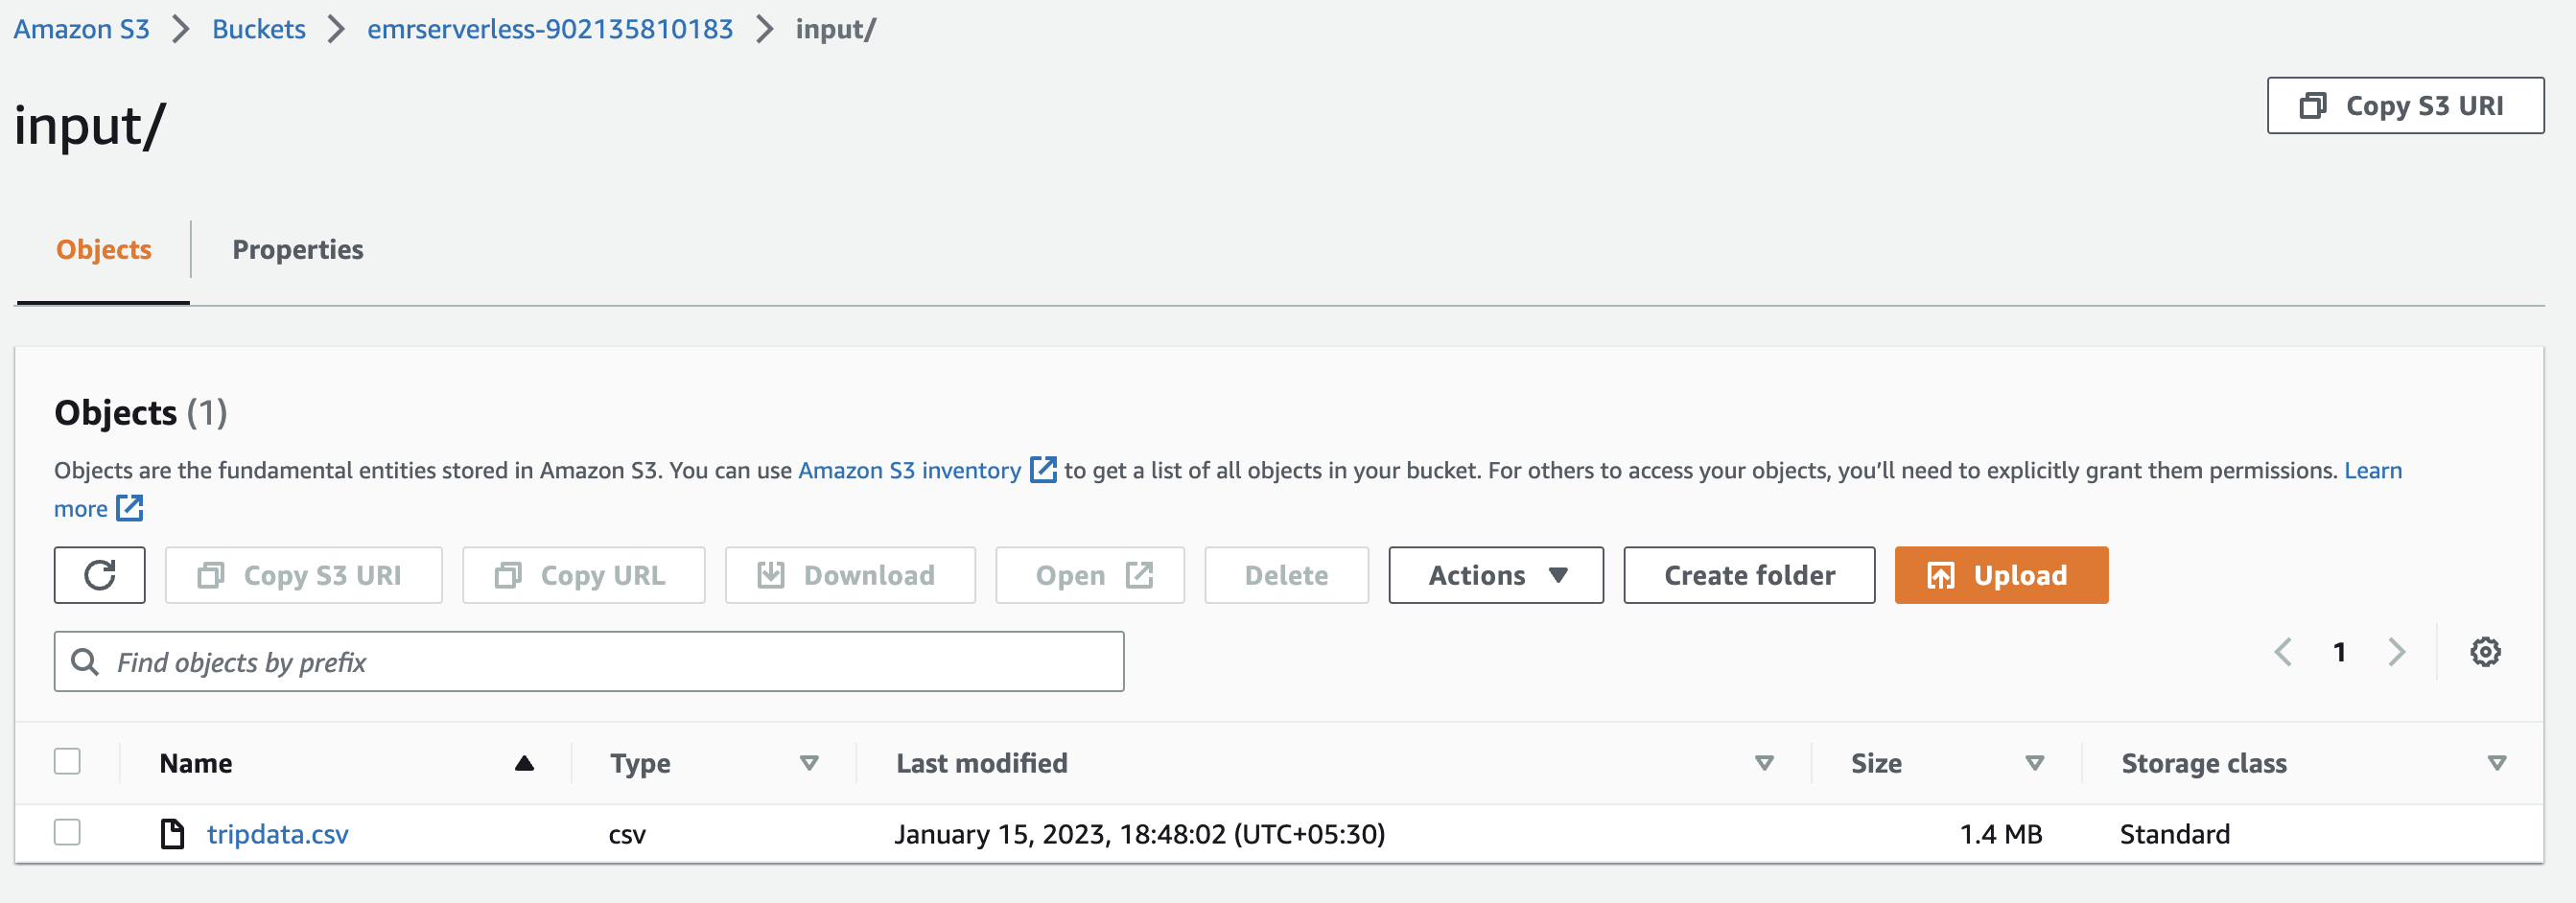 Amazon S3 > Buckets > emrserverless-902135810183 > input/
input/
Copy S3 URI
Objects Properties
Objects (1)
Objects are the fundamental entities stored in Amazon S3. You can use Amazon S3 inventory to get a list of all objects in your bucket. For others to access your objects, you’ll need to explicitly grant them permissions. Learn
more
Copy S3 URI Copy URL Download Open Delete Actions Create folder Upload
Find objects by prefix
1
Name Type Last modified Size Storage class
tripdata.csv csv January 15, 2023, 18:48:02 (UTC+05:30) 1.4 MB Standard